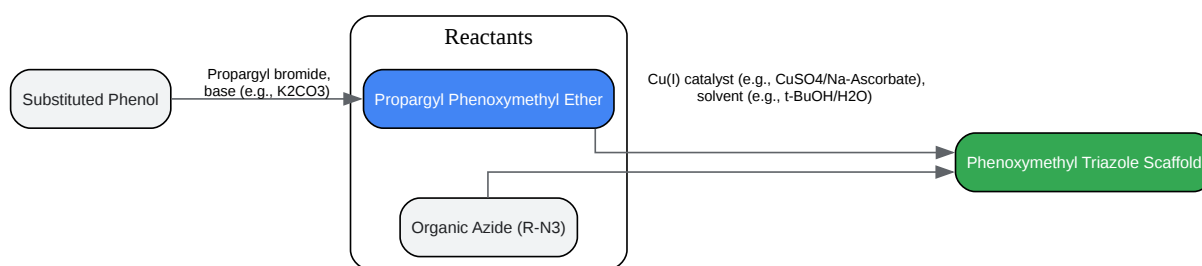 Reactants
Substituted Phenol
Propargyl bromide,
base (e.g., K2CO3)
Propargyl Phenoxymethyl Ether
Organic Azide (R-N3)
Cu(I) catalyst (e.g., CuSO4/Na-Ascorbate),
solvent (e.g., t-BuOH/H2O)
Phenoxymethyl Triazole Scaffold